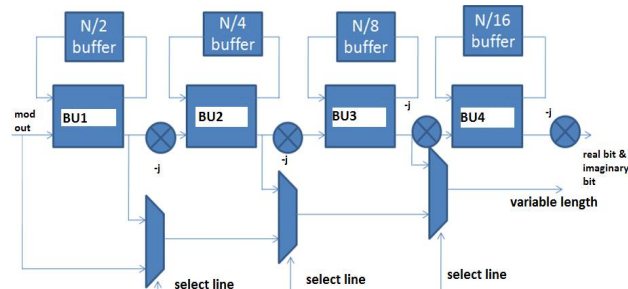 N/2
buffer
N/4
buffer
N/8
buffer
N/16
buffer
mod
out
BU1
BU2
BU3
BU4
-j
-j
-j
-j
real bit &
imaginary
bit
variable length
select line
select line
select line